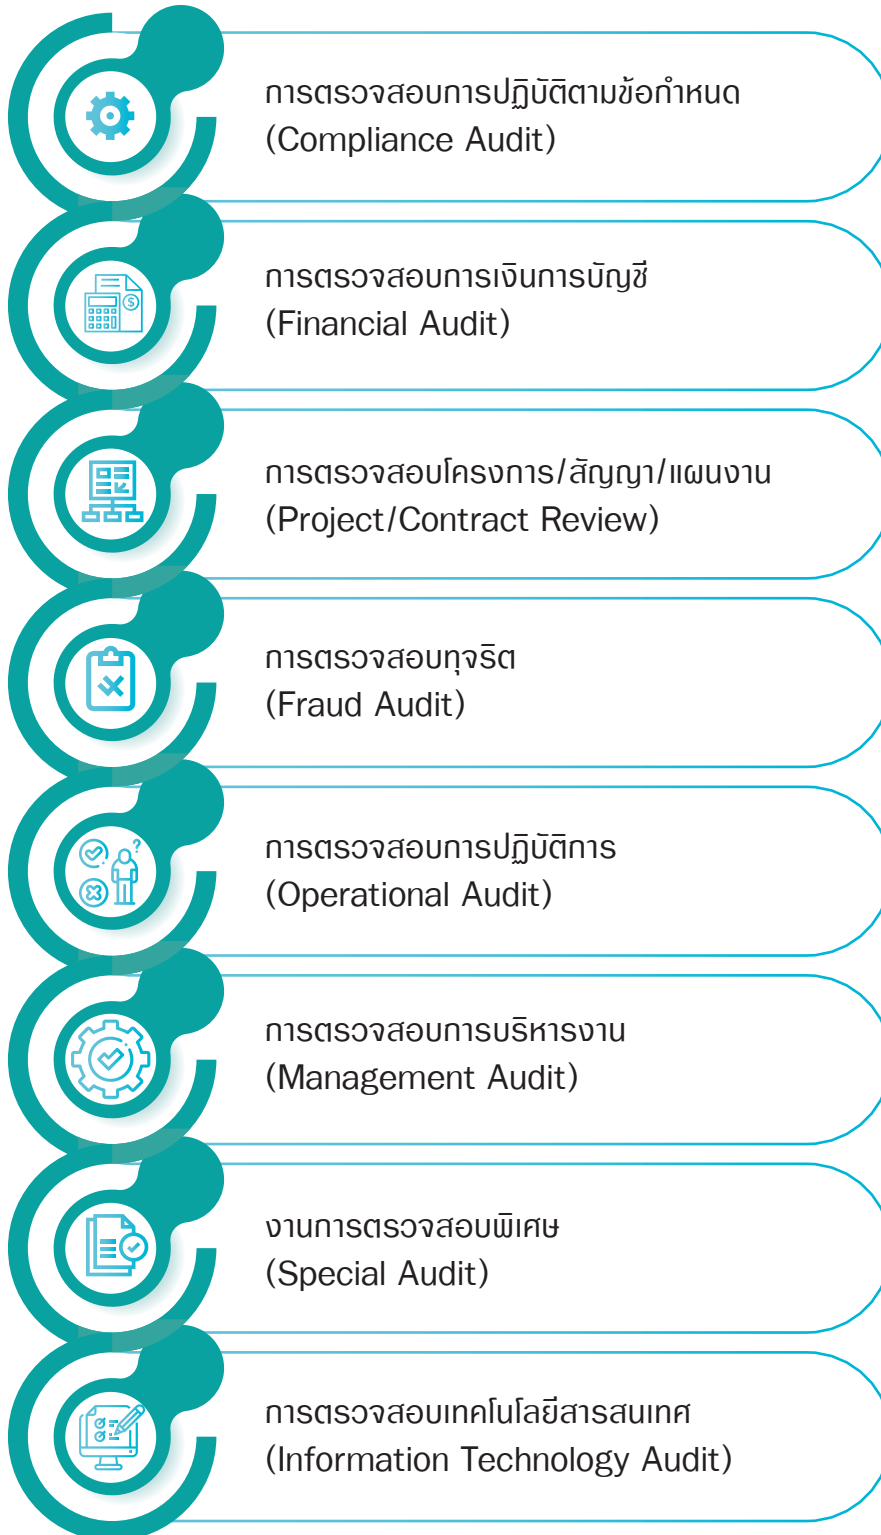 การตรวจสอบการปฏิบัติตามข้อกำหนด
(Compliance Audit)
การตรวจสอบการเงินการบัญชี
(Financial Audit)
การตรวจสอบโครงการ/สัญญา/แผนงาน
(Project/Contract Review)
การตรวจสอบทุจริต
(Fraud Audit)
การตรวจสอบการปฏิบัติการ
(Operational Audit)
การตรวจสอบการบริหารงาน
(Management Audit)
งานการตรวจสอบพิเศษ
(Special Audit)
การตรวจสอบเทคโนโลยีสารสนเทศ
(Information Technology Audit)